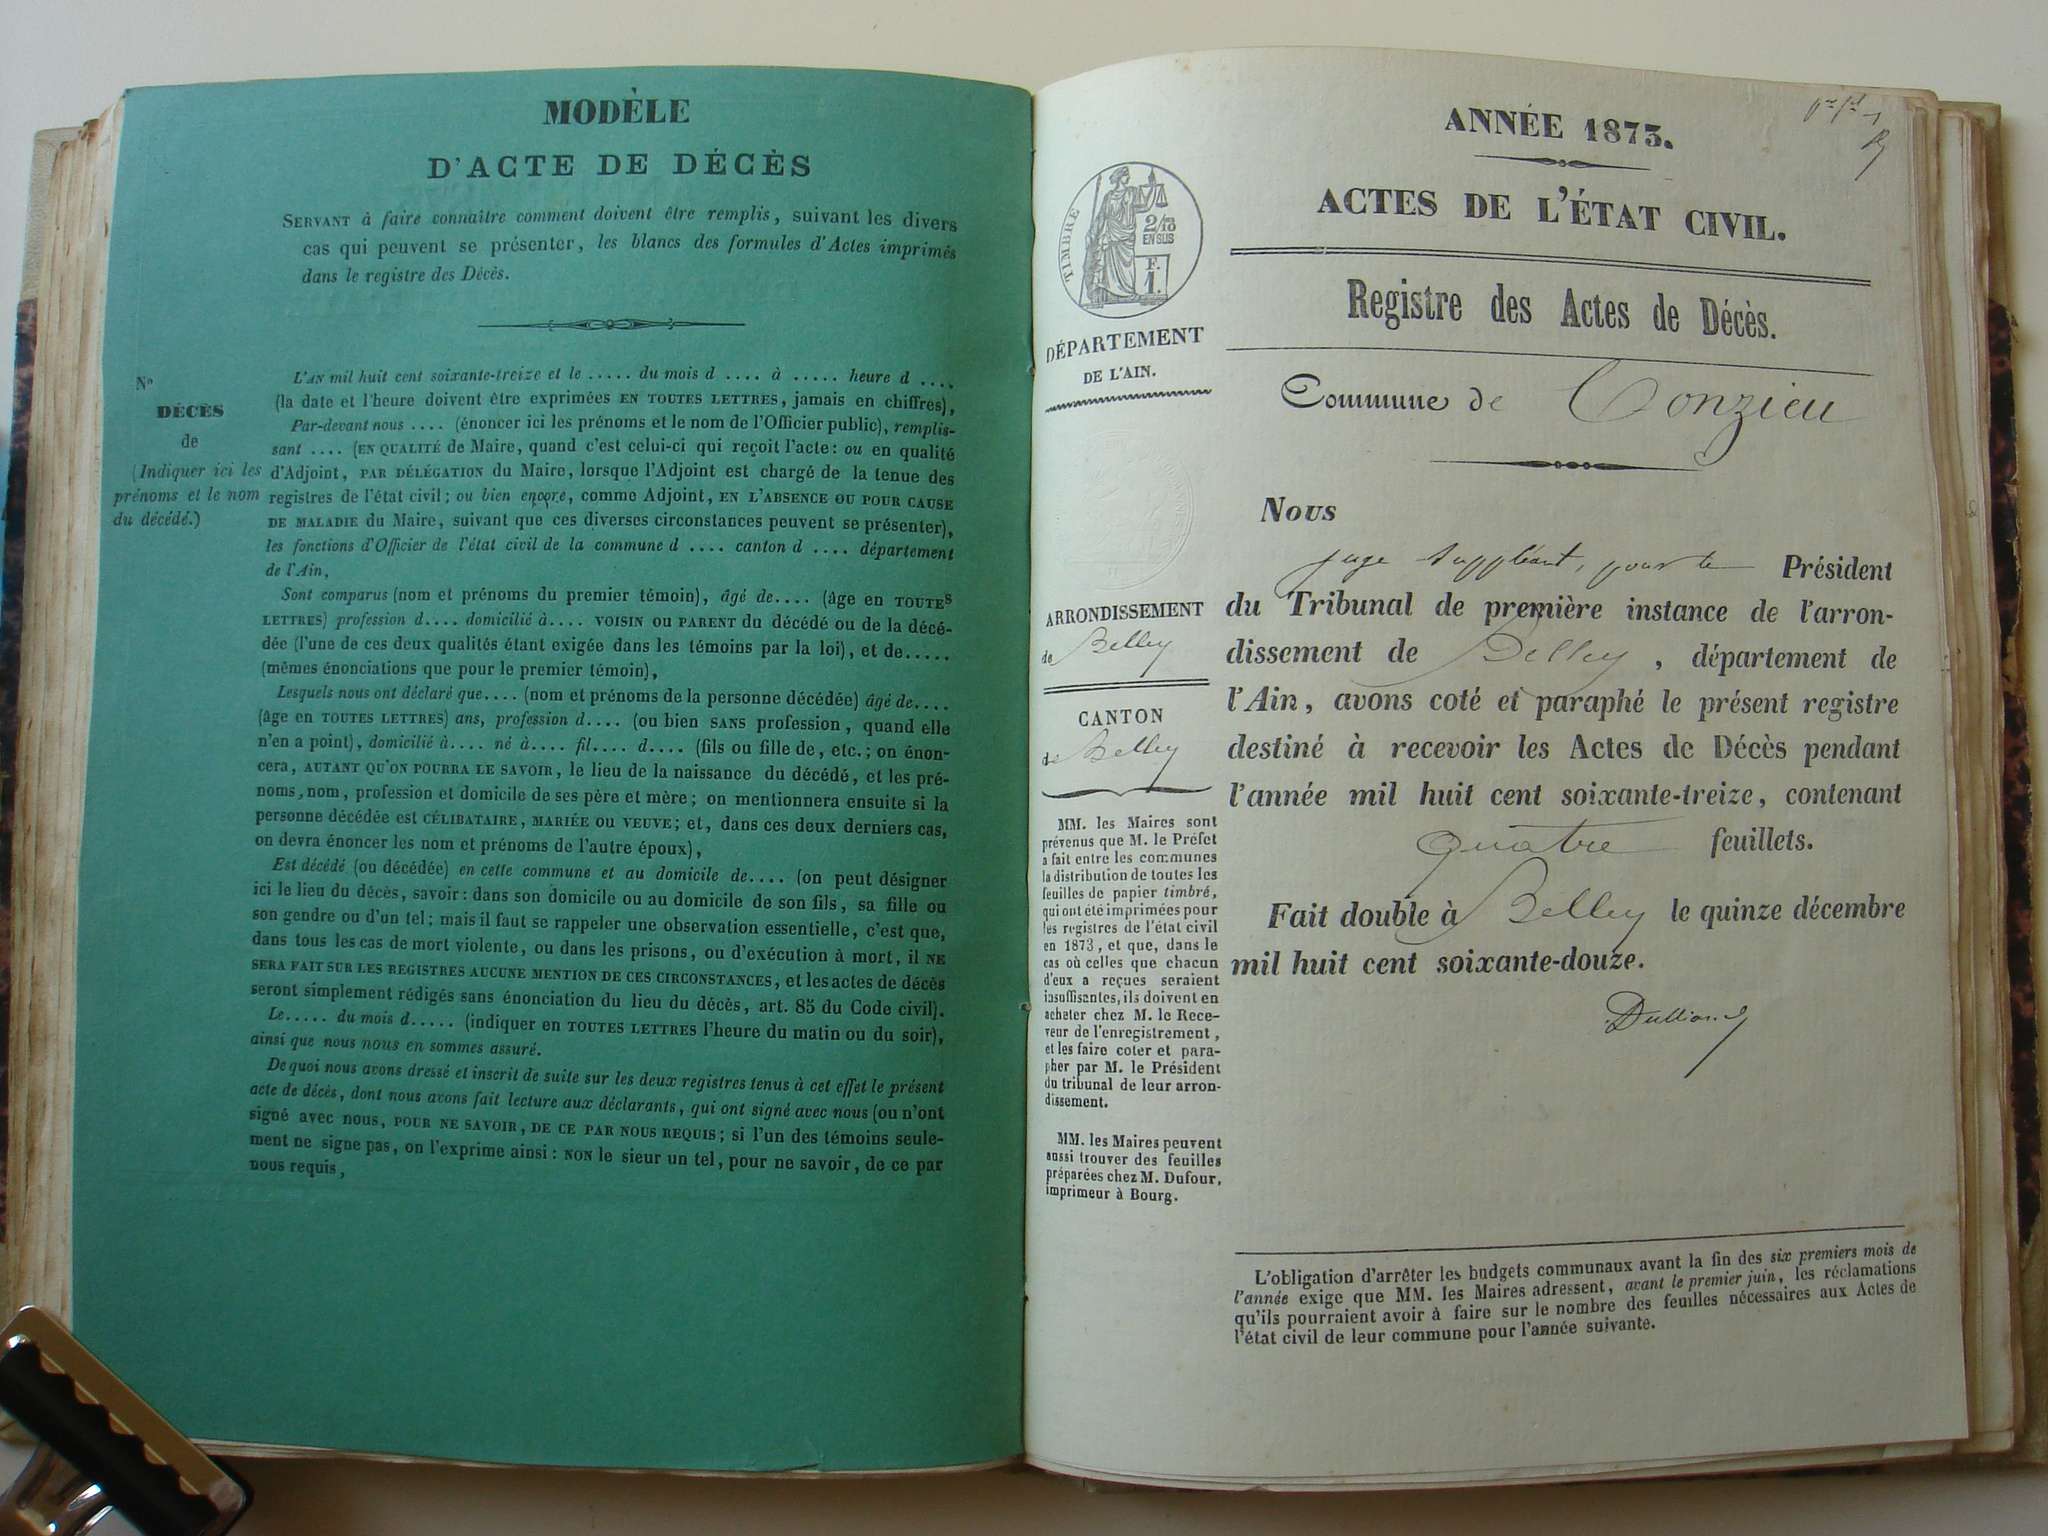 MODÈLE
D'ACTE DE DÉCÈS
SERVANT à faire connaître comment doivent être remplis, suivant les divers
cas qui peuvent se présenter, les blancs des formules d'Actes imprimés
dans le registre des Décès.
N°
DÉCÈS
de
(Indiquer ici les
prénoms et le nom
du décédé.)
L'AN mil huit cent soixante-treize et le ..... du mois d .... à ..... heure d ....
(la date et l'heure doivent être exprimées EN TOUTES LETTRES, jamais en chiffres),
Par-devant nous .... (énoncer ici les prénoms et le nom de l'Officier public), remplis-
sant .... (EN QUALITÉ de Maire, quand c'est celui-ci qui reçoit l'acte: ou en qualité
d'Adjoint, PAR DÉLÉGATION du Maire, lorsque l'Adjoint est chargé de la tenue des
registres de l'état civil; ou bien encore, comme Adjoint, EN L'ABSENCE OU POUR CAUSE
DE MALADIE du Maire, suivant que ces diverses circonstances peuvent se présenter),
les fonctions d'Officier de l'état civil de la commune d .... canton d .... département
de l'Ain,
Sont comparus (nom et prénoms du premier témoin), âgé de.... (âge en TOUTES
LETTRES) profession d.... domicilié à.... VOISIN OU PARENT du décédé ou de la décé-
dée (l'une de ces deux qualités étant exigée dans les témoins par la loi), et de.....
(mêmes énonciations que pour le premier témoin),
Lesquels nous ont déclaré que.... (nom et prénoms de la personne décédée) âgé de....
(âge en TOUTES LETTRES) ans, profession d.... (ou bien SANS profession, quand elle
n'en a point), domicilié à.... né à.... fil.... d.... (fils ou fille de, etc.; on énon-
cera, AUTANT QU'ON POURRA LE SAVOIR, le lieu de la naissance du décédé, et les pré-
noms, nom, profession et domicile de ses père et mère; on mentionnera ensuite si la
personne décédée est CÉLIBATAIRE, MARIÉE OU VEUVE; et, dans ces deux derniers cas,
on devra énoncer les nom et prénoms de l'autre époux),
Est décédé (ou décédée) en cette commune et au domicile de.... (on peut désigner
ici le lieu du décès, savoir: dans son domicile ou au domicile de son fils, sa fille ou
son gendre ou d'un tel; mais il faut se rappeler une observation essentielle, c'est que,
dans tous les cas de mort violente, ou dans les prisons, ou d'exécution à mort, il NE
SERA FAIT SUR LES REGISTRES AUCUNE MENTION DE CES CIRCONSTANCES, et les actes de décès
seront simplement rédigés sans énonciation du lieu du décès, art. 85 du Code civil).
Le..... du mois d..... (indiquer en TOUTES LETTRES l'heure du matin ou du soir),
ainsi que nous nous en sommes assuré.
De quoi nous avons dressé et inscrit de suite sur les deux registres tenus à cet effet le présent
acte de décès, dont nous avons fait lecture aux déclarants, qui ont signé avec nous (ou n'ont
signé avec nous, POUR NE SAVOIR, DE CE PAR NOUS REQUIS; si l'un des témoins seule-
ment ne signe pas, on l'exprime ainsi: NON le sieur un tel, pour ne savoir, de ce par
nous requis,
ANNÉE 1873.
ACTES DE L'ÉTAT CIVIL.
Registre des Actes de Décès.
Commune de Conzieu
TIMBRE
2/10
EN SUS
F.
1.
DÉPARTEMENT
DE L'AIN.
ARRONDISSEMENT
de Belley
CANTON
de Belley
MM. les Maires sont
prévenus que M. le Préfet
a fait entre les communes
la distribution de toutes les
feuilles de papier timbré,
qui ont été imprimées pour
les registres de l'état civil
en 1873, et que, dans le
cas où celles que chacun
d'eux a reçues seraient
insuffisantes, ils doivent en
acheter chez M. le Rece-
veur de l'enregistrement,
et les faire coter et para-
pher par M. le Président
du tribunal de leur arron-
dissement.
MM. les Maires peuvent
aussi trouver des feuilles
préparées chez M. Dufour,
imprimeur à Bourg.
Nous
juge suppléant, pour le Président
du Tribunal de première instance de l'arron-
dissement de Belley, département de
l'Ain, avons coté et paraphé le présent registre
destiné à recevoir les Actes de Décès pendant
l'année mil huit cent soixante-treize, contenant
quatre feuillets.
Fait double à Belley le quinze décembre
mil huit cent soixante-douze.
L'obligation d'arrêter les budgets communaux avant la fin des six premiers mois de
l'année exige que MM. les Maires adressent, avant le premier juin, les réclamations
qu'ils pourraient avoir à faire sur le nombre des feuilles nécessaires aux Actes de
l'état civil de leur commune pour l'année suivante.